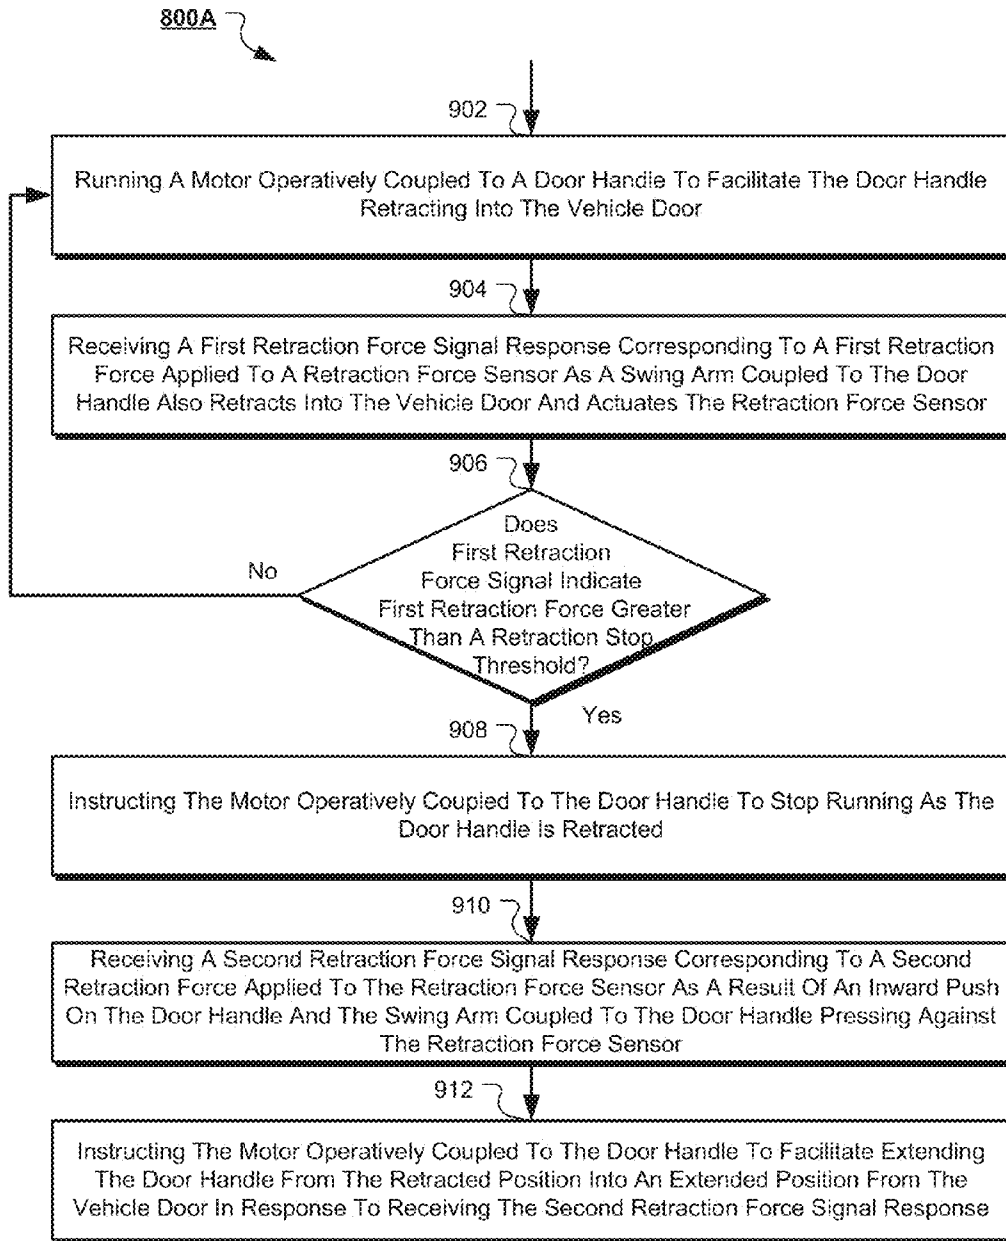 800A
902
Running A Motor Operatively Coupled To A Door Handle To Facilitate The Door Handle
Retracting Into The Vehicle Door
904
Receiving A First Retraction Force Signal Response Corresponding To A First Retraction
Force Applied To A Retraction Force Sensor As A Swing Arm Coupled To The Door
Handle Also Retracts Into The Vehicle Door And Actuates The Retraction Force Sensor
906
Does
First Retraction
Force Signal Indicate
First Retraction Force Greater
Than A Retraction Stop
Threshold?
No
Yes
908
Instructing The Motor Operatively Coupled To The Door Handle To Stop Running As The
Door Handle is Retracted
910
Receiving A Second Retraction Force Signal Response Corresponding To A Second
Retraction Force Applied To The Retraction Force Sensor As A Result Of An Inward Push
On The Door Handle And The Swing Arm Coupled To The Door Handle Pressing Against
The Retraction Force Sensor
912
Instructing The Motor Operatively Coupled To The Door Handle To Facilitate Extending
The Door Handle From The Retracted Position Into An Extended Position From The
Vehicle Door In Response To Receiving The Second Retraction Force Signal Response